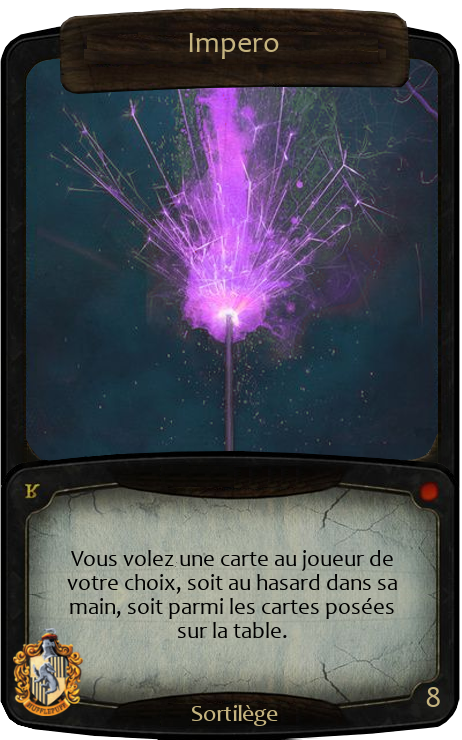 Impero
R
Vous volez une carte au joueur de
votre choix, soit au hasard dans sa
main, soit parmi les cartes posées
sur la table.
HUFFLEPUFF
Sortilège
8